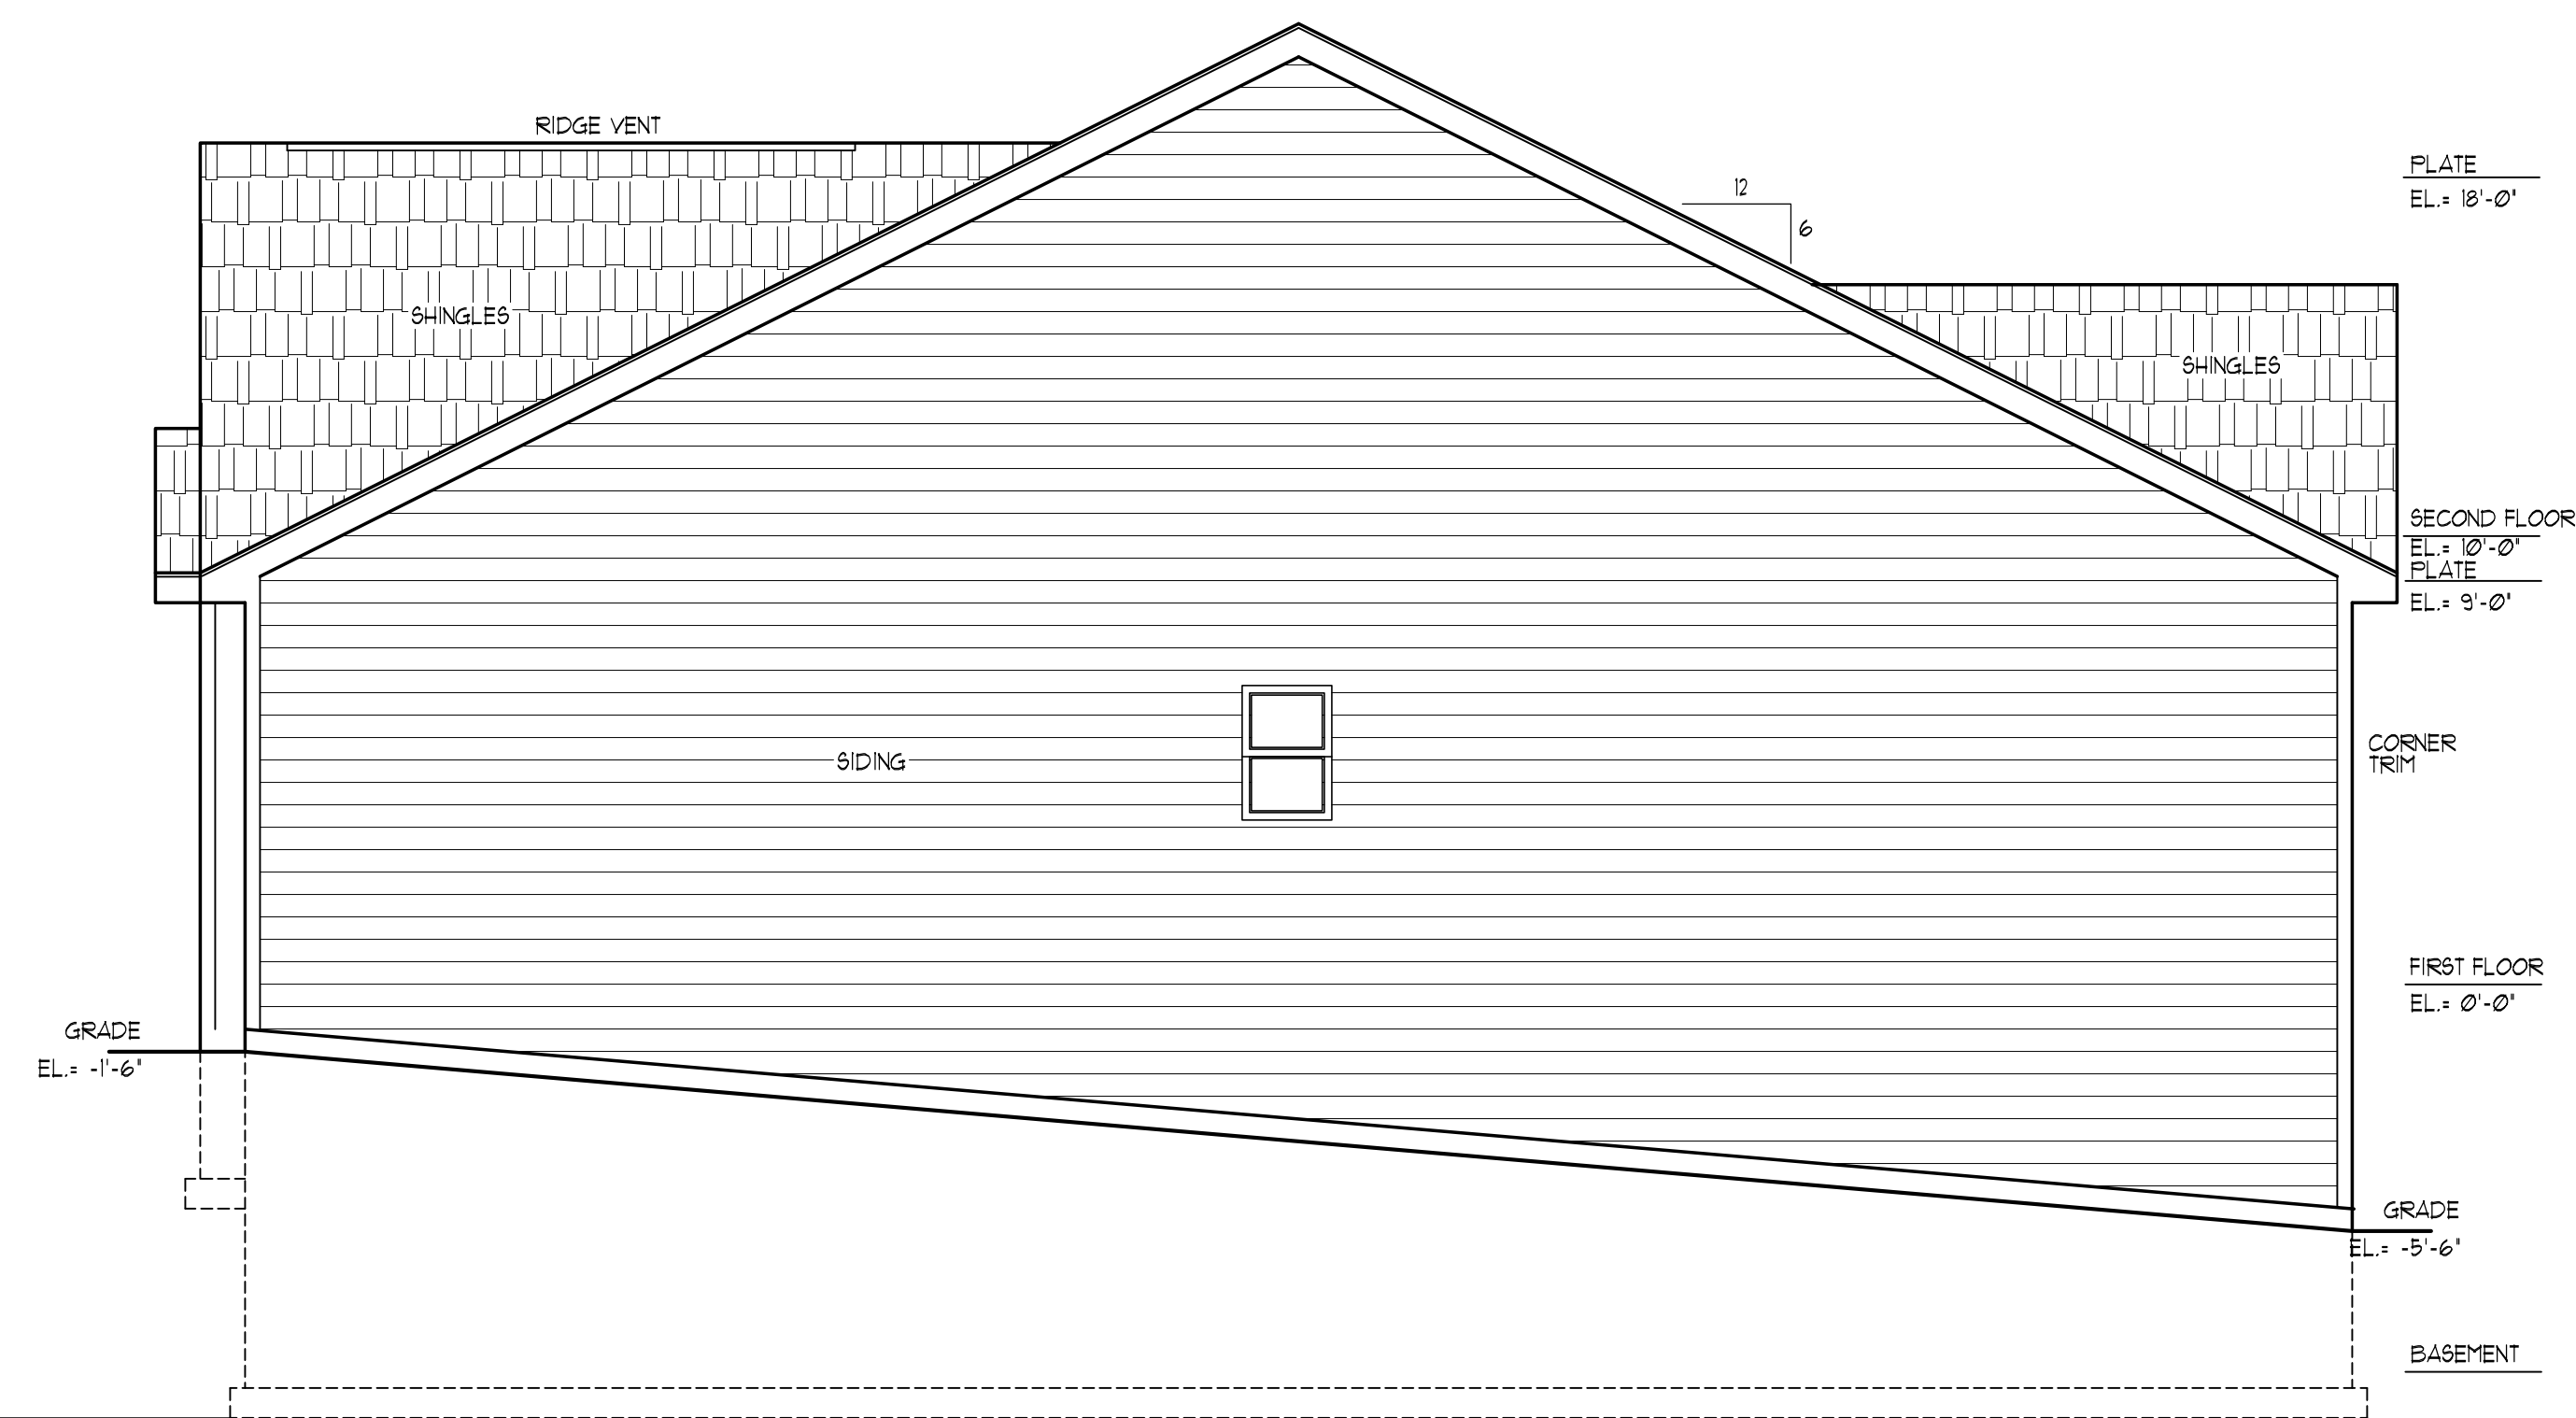 RIDGE VENT
PLATE
EL.= 18'-0"
12
6
SHINGLES
SHINGLES
SECOND FLOOR
EL.= 10'-0"
PLATE
EL.= 9'-0"
SIDING
CORNER
TRIM
FIRST FLOOR
EL.= 0'-0"
GRADE
EL.= -1'-6"
GRADE
EL.= -5'-6"
BASEMENT